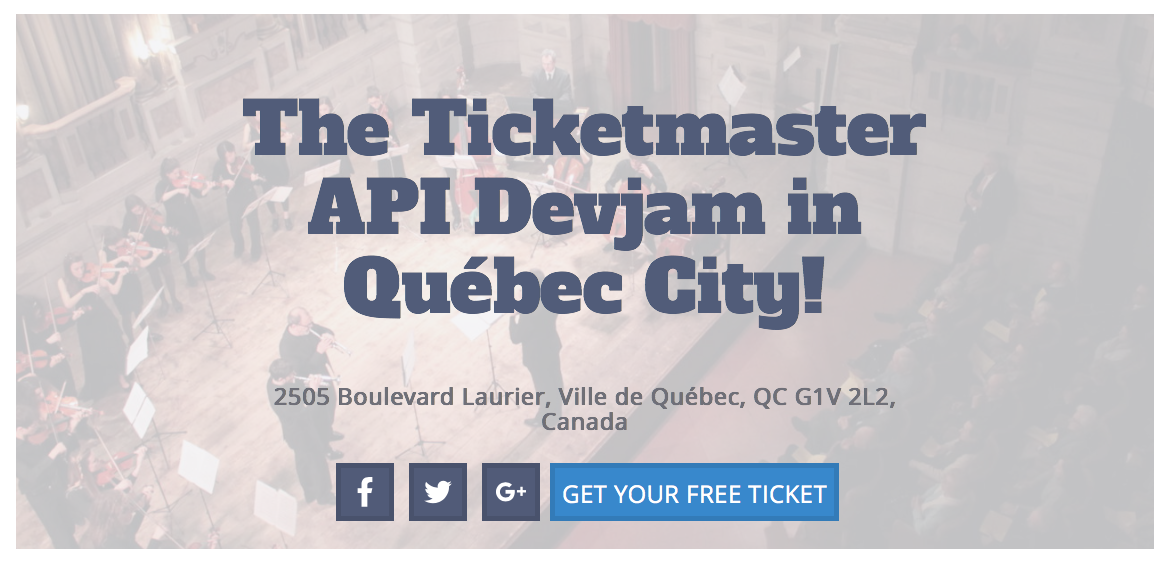 The Ticketmaster
API Devjam in
Québec City!
2505 Boulevard Laurier, Ville de Québec, QC G1V 2L2,
Canada
f
G+
GET YOUR FREE TICKET